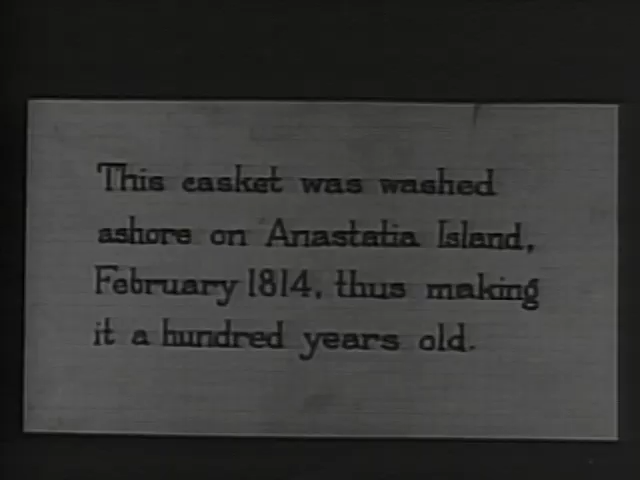 This casket was washed
ashore on Anastatia Island,
February 1814, thus making
it a hundred years old.